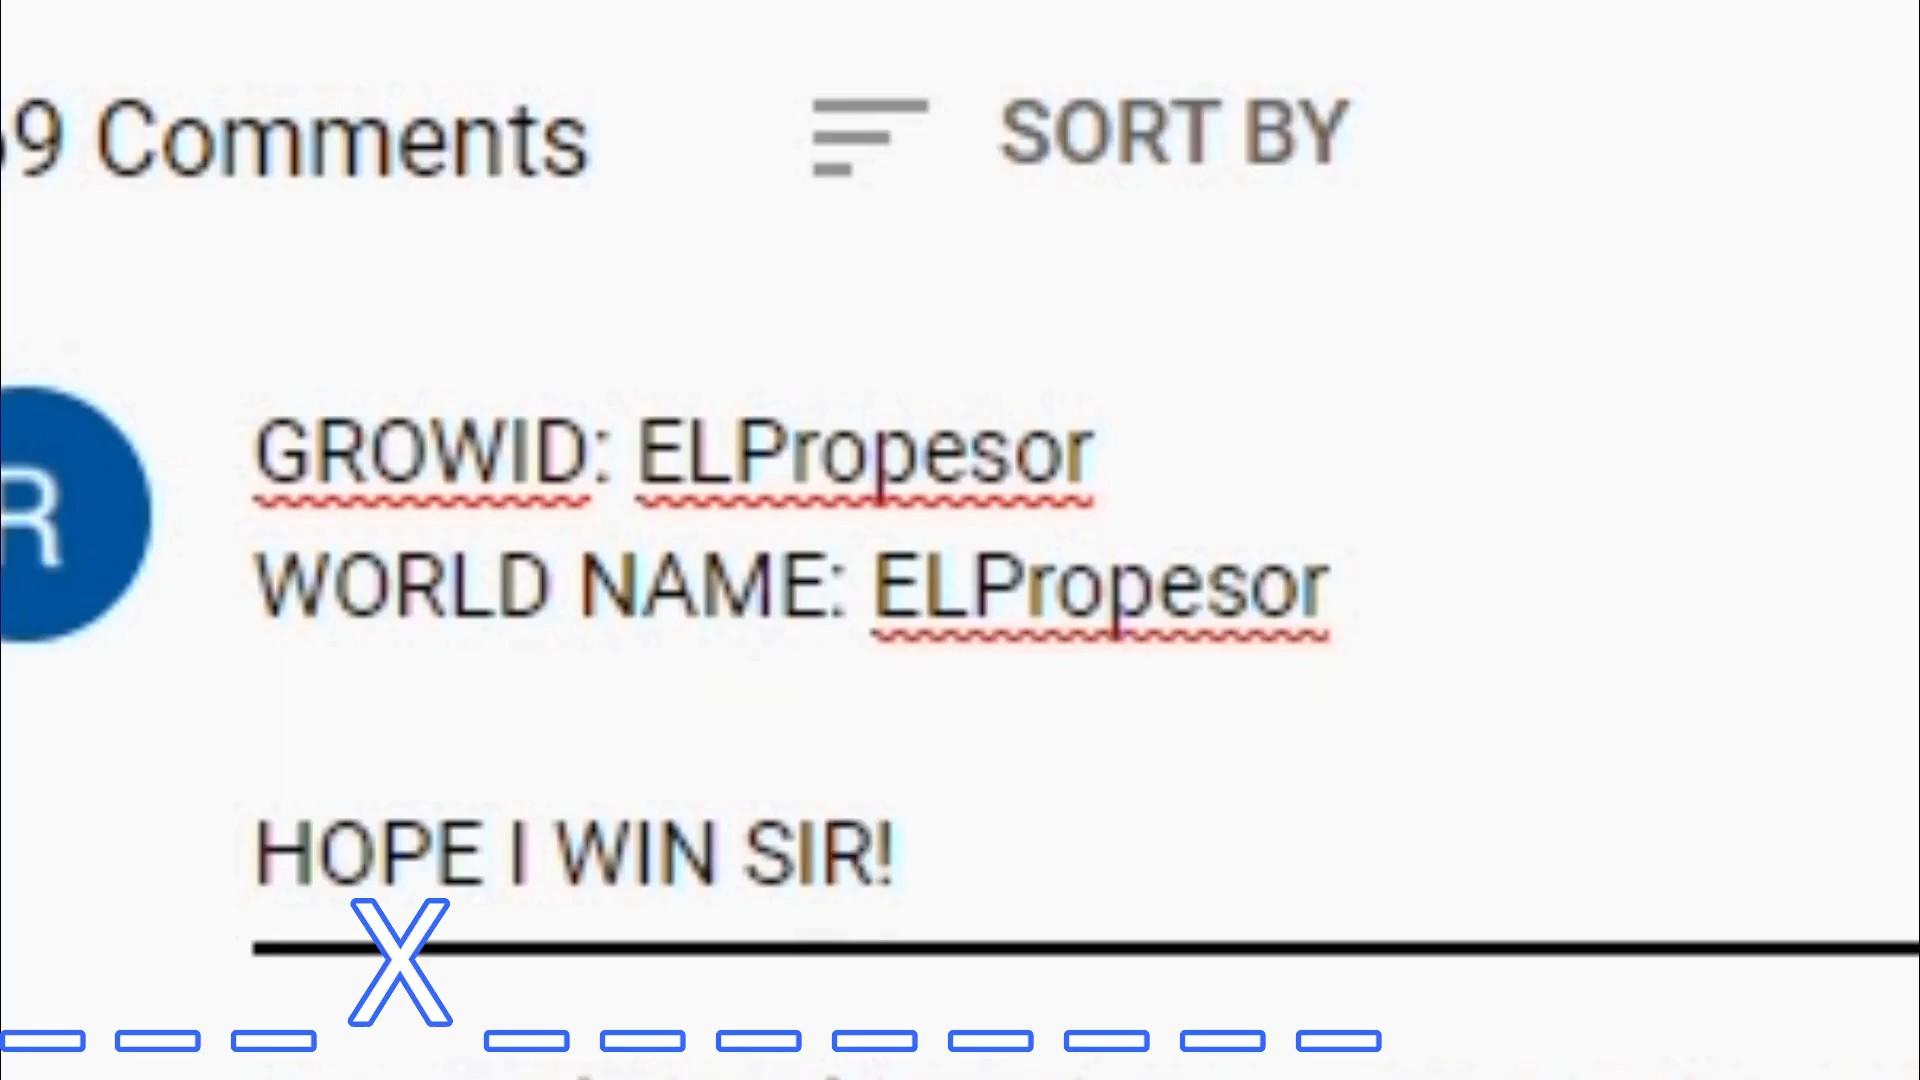 9 Comments
SORT BY
R
GROWID: ELPropesor
WORLD NAME: ELPropesor
HOPE I WIN SIR!
_ _ _ X _ _ _ _ _ _ _ _